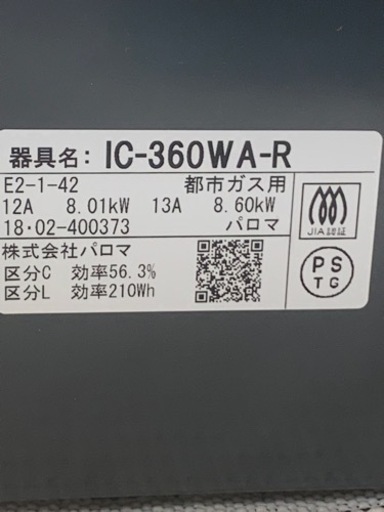 器具名: IC-360WA-R
E2-1-42 都市ガス用
12A 8.01kW 13A 8.60kW
18・02-400373 パロマ
株式会社パロマ
区分C 効率56.3%
区分L 効率210Wh
JIA認証
PS
TG